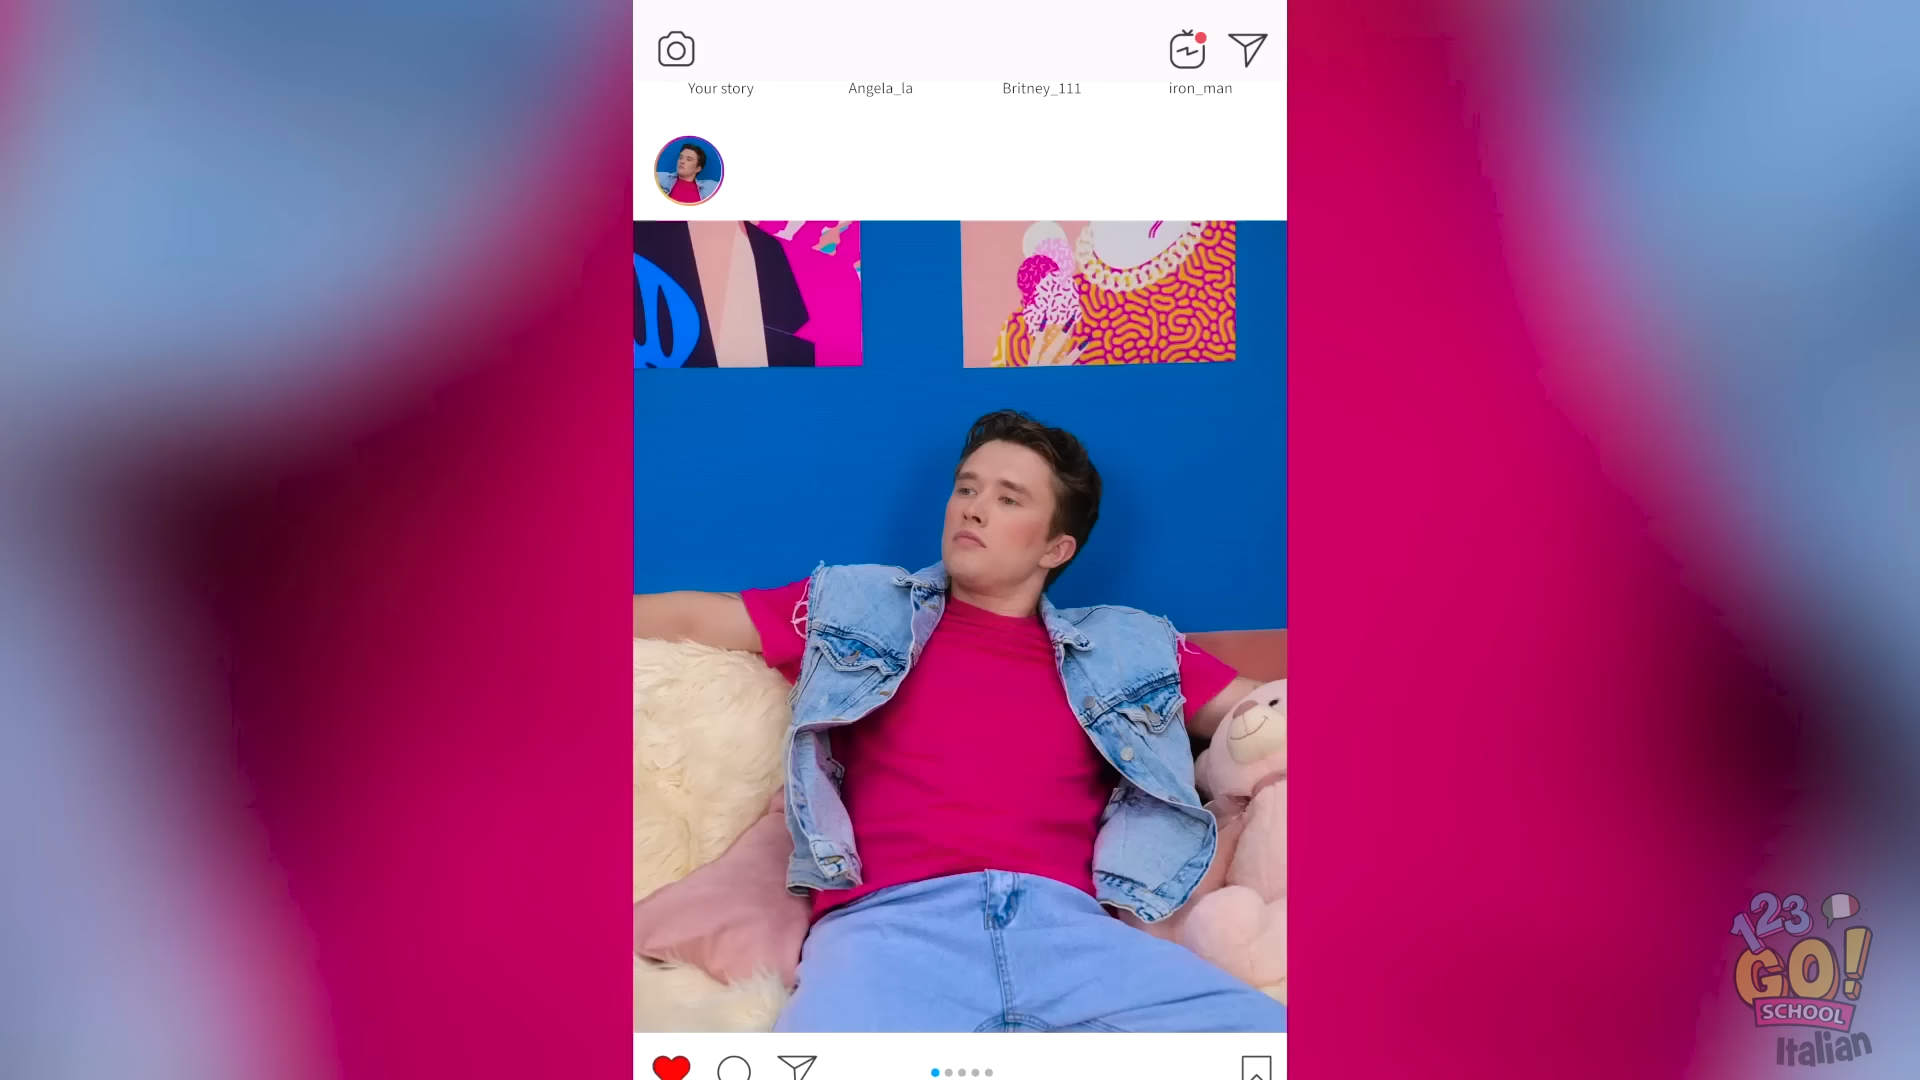 Your story
Angela_la
Britney_111
iron_man
123
GO!
SCHOOL
Italian